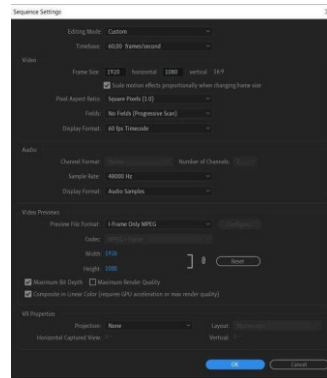 Sequence Settings
Editing Mode: Custom
Timebase: 60,00 frames/second
Video
Frame Size: 1920 horizontal 1080 vertical 16:9
Scale motion effects proportionally when changing frame size
Pixel Aspect Ratio: Square Pixels (1.0)
Fields: No Fields (Progressive Scan)
Display Format: 60 fps Timecode
Audio
Channel Format: Number of Channels:
Sample Rate: 48000 Hz
Display Format: Audio Samples
Video Previews
Preview File Format: I-Frame Only MPEG
Codec: MPEG I-Frame
Width: 1920
Height: 1080
Reset
Maximum Bit Depth Maximum Render Quality
Composite in Linear Color (requires GPU acceleration or max render quality)
VR Properties
Projection: None Layout:
Horizontal Captured View: Vertical:
OK Cancel